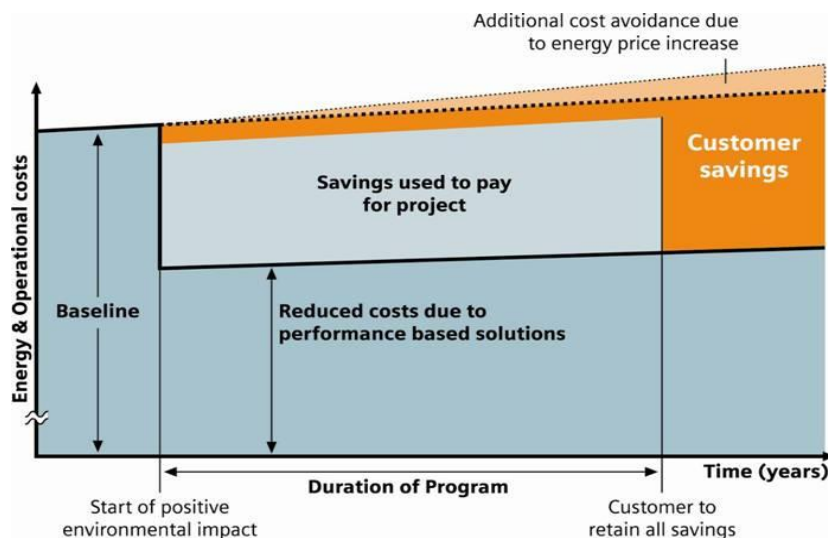 Additional cost avoidance due
to energy price increase
Energy & Operational costs
Customer
savings
Savings used to pay
for project
Baseline
Reduced costs due to
performance based solutions
Time (years)
Duration of Program
Start of positive
environmental impact
Customer to
retain all savings